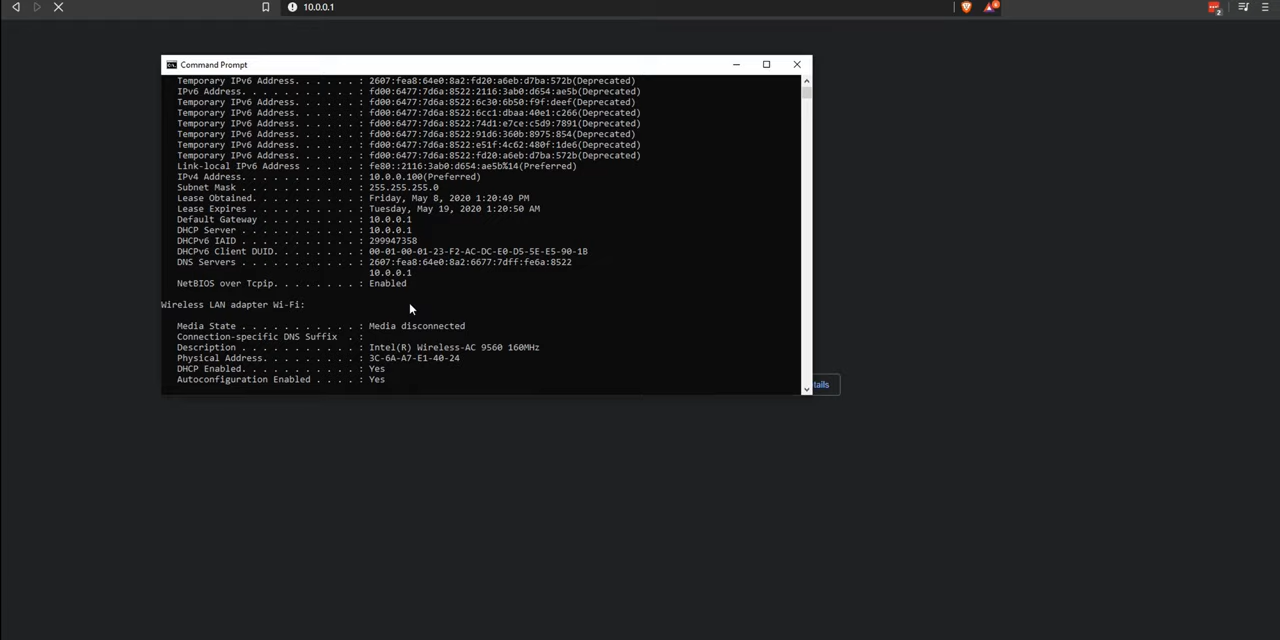 10.0.0.1
4
2
Command Prompt
Temporary IPv6 Address. . . . . . : 2607:fea8:64e0:8a2:fd20:a6eb:d7ba:572b(Deprecated)
IPv6 Address. . . . . . . . . . . : fd00:6477:7d6a:8522:2116:3ab0:d654:ae5b(Deprecated)
Temporary IPv6 Address. . . . . . : fd00:6477:7d6a:8522:6c30:6b50:f9f:deef(Deprecated)
Temporary IPv6 Address. . . . . . : fd00:6477:7d6a:8522:6cc1:dbaa:40e1:c266(Deprecated)
Temporary IPv6 Address. . . . . . : fd00:6477:7d6a:8522:74d1:e7ce:c5d9:7891(Deprecated)
Temporary IPv6 Address. . . . . . : fd00:6477:7d6a:8522:91d6:360b:8975:854(Deprecated)
Temporary IPv6 Address. . . . . . : fd00:6477:7d6a:8522:e51f:4c62:480f:1de6(Deprecated)
Temporary IPv6 Address. . . . . . : fd00:6477:7d6a:8522:fd20:a6eb:d7ba:572b(Deprecated)
Link-local IPv6 Address . . . . . : fe80::2116:3ab0:d654:ae5b%14(Preferred)
IPv4 Address. . . . . . . . . . . : 10.0.0.100(Preferred)
Subnet Mask . . . . . . . . . . . : 255.255.255.0
Lease Obtained. . . . . . . . . . : Friday, May 8, 2020 1:20:49 PM
Lease Expires . . . . . . . . . . : Tuesday, May 19, 2020 1:20:50 AM
Default Gateway . . . . . . . . . : 10.0.0.1
DHCP Server . . . . . . . . . . . : 10.0.0.1
DHCPv6 IAID . . . . . . . . . . . : 299947358
DHCPv6 Client DUID. . . . . . . . : 00-01-00-01-23-F2-AC-DC-E0-D5-5E-E5-90-1B
DNS Servers . . . . . . . . . . . : 2607:fea8:64e0:8a2:6677:7dff:fe6a:8522
10.0.0.1
NetBIOS over Tcpip. . . . . . . . : Enabled
Wireless LAN adapter Wi-Fi:
Media State . . . . . . . . . . . : Media disconnected
Connection-specific DNS Suffix  . :
Description . . . . . . . . . . . : Intel(R) Wireless-AC 9560 160MHz
Physical Address. . . . . . . . . : 3C-6A-A7-E1-40-24
DHCP Enabled. . . . . . . . . . . : Yes
Autoconfiguration Enabled . . . . : Yes
tails